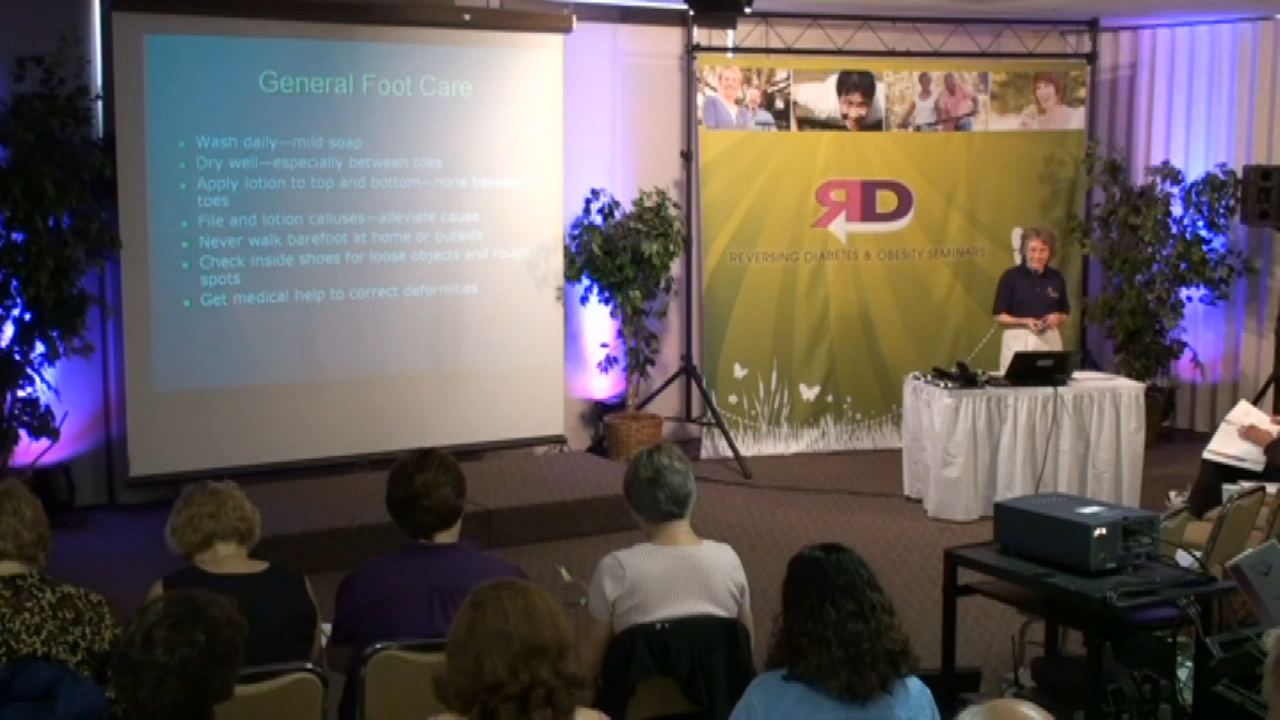 General Foot Care
Wash daily—mild soap
Dry well—especially between toes
Apply lotion to top and bottom—none between
toes
File and lotion calluses—alleviate cause
Never walk barefoot at home or outside
Check inside shoes for loose objects and rough
spots
Get medical help to correct deformities
RD
REVERSING DIABETES & OBESITY SEMINARS